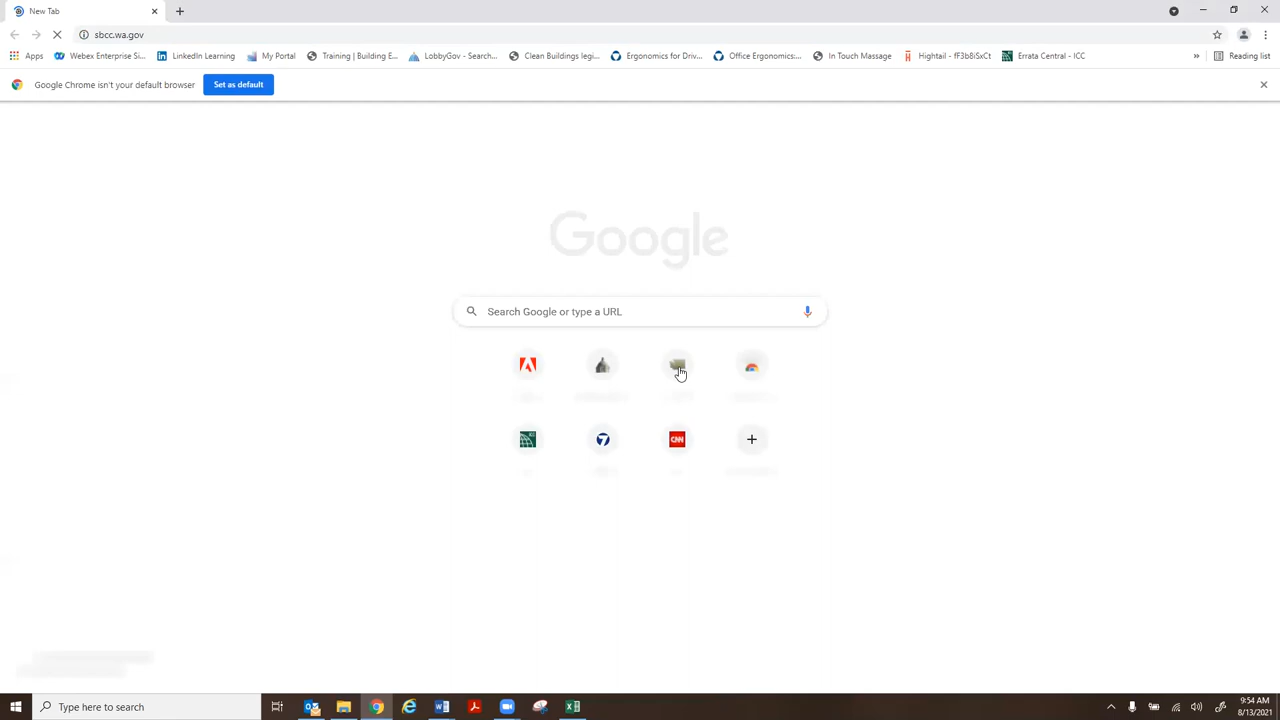 New Tab
sbcc.wa.gov
Apps
Webex Enterprise Si...
LinkedIn Learning
My Portal
Training | Building E...
LobbyGov - Search...
Clean Buildings legi...
Ergonomics for Driv...
Office Ergonomics:...
In Touch Massage
Hightail - fF3b8iSxCt
Errata Central - ICC
»
Reading list
Google Chrome isn't your default browser
Set as default
Google
Search Google or type a URL
CNN
Type here to search
9:54 AM
8/13/2021